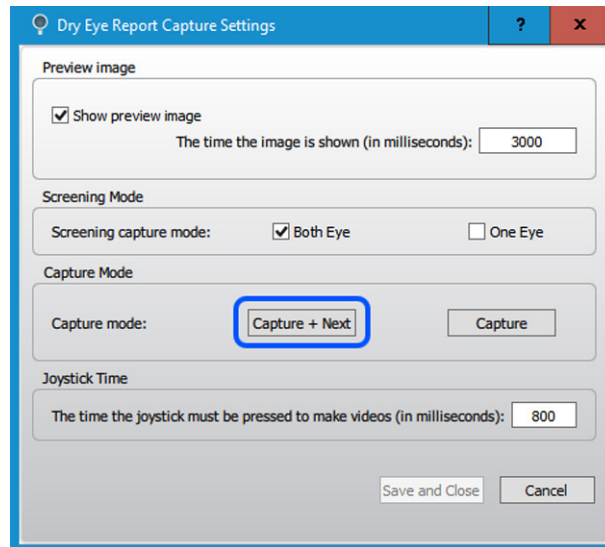 Dry Eye Report Capture Settings ? x
Preview image
Show preview image
The time the image is shown (in milliseconds): 3000
Screening Mode
Screening capture mode: Both Eye One Eye
Capture Mode
Capture mode: Capture + Next Capture
Joystick Time
The time the joystick must be pressed to make videos (in milliseconds): 800
Save and Close Cancel